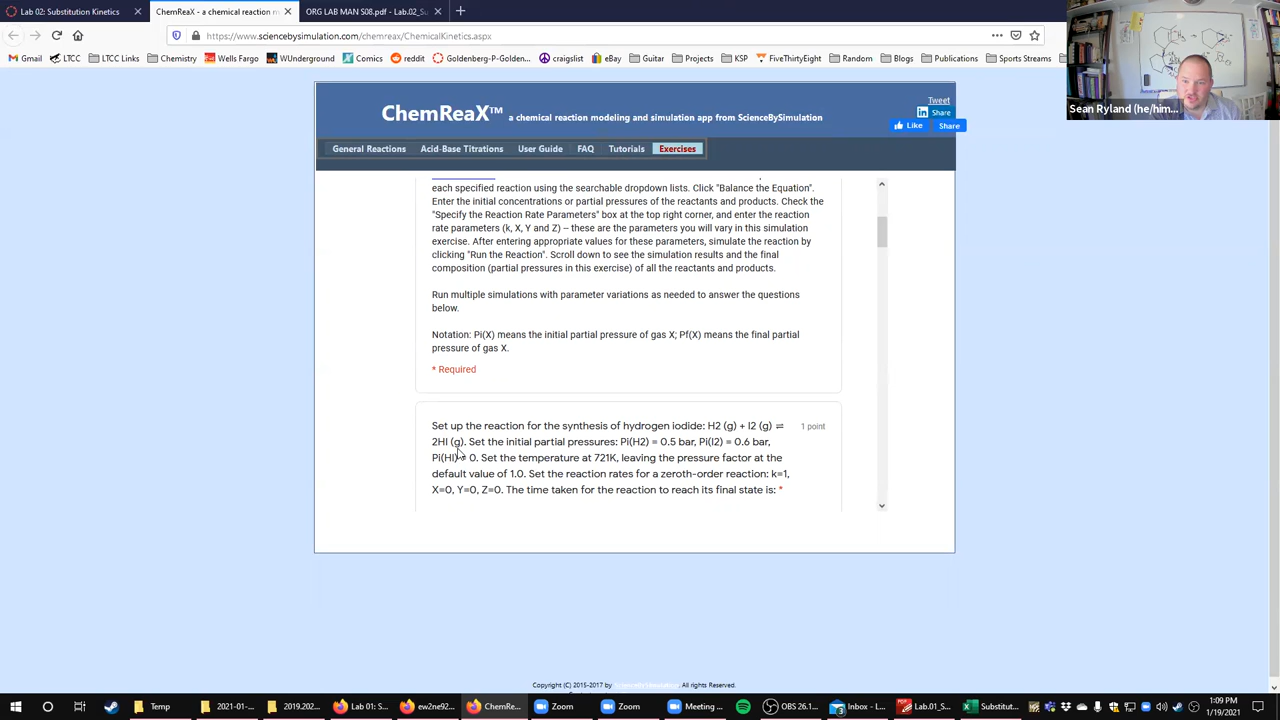 Lab 02: Substitution Kinetics
ChemReaX - a chemical reaction m
ORG LAB MAN S08.pdf - Lab.02_Su
https://www.sciencebysimulation.com/chemreax/ChemicalKinetics.aspx
Gmail LTCC LTCC Links Chemistry Wells Fargo WUnderground Comics reddit Goldenberg-P-Golden... craigslist eBay Guitar Projects KSP FiveThirtyEight Random Blogs Publications Sports Streams
Sean Ryland (he/him...
ChemReaX™ a chemical reaction modeling and simulation app from ScienceBySimulation
Tweet
Share
Like Share
General Reactions Acid-Base Titrations User Guide FAQ Tutorials Exercises
each specified reaction using the searchable dropdown lists. Click "Balance the Equation".
Enter the initial concentrations or partial pressures of the reactants and products. Check the
"Specify the Reaction Rate Parameters" box at the top right corner, and enter the reaction
rate parameters (k, X, Y and Z) – these are the parameters you will vary in this simulation
exercise. After entering appropriate values for these parameters, simulate the reaction by
clicking "Run the Reaction". Scroll down to see the simulation results and the final
composition (partial pressures in this exercise) of all the reactants and products.
Run multiple simulations with parameter variations as needed to answer the questions
below.
Notation: Pi(X) means the initial partial pressure of gas X; Pf(X) means the final partial
pressure of gas X.
* Required
Set up the reaction for the synthesis of hydrogen iodide: H2 (g) + I2 (g) ⇌
1 point
2HI (g). Set the initial partial pressures: Pi(H2) = 0.5 bar, Pi(I2) = 0.6 bar,
Pi(HI) = 0. Set the temperature at 721K, leaving the pressure factor at the
default value of 1.0. Set the reaction rates for a zeroth-order reaction: k=1,
X=0, Y=0, Z=0. The time taken for the reaction to reach its final state is: *
Copyright (C) 2015-2017 by ScienceBySimulation. All rights Reserved.
Temp 2021-01-... 2019.202... Lab 01: S... ew2ne92... ChemRe... Zoom Zoom Meeting ... OBS 26.1... Inbox - L... Lab.01_S... Substitut...
1:09 PM
1/19/2021